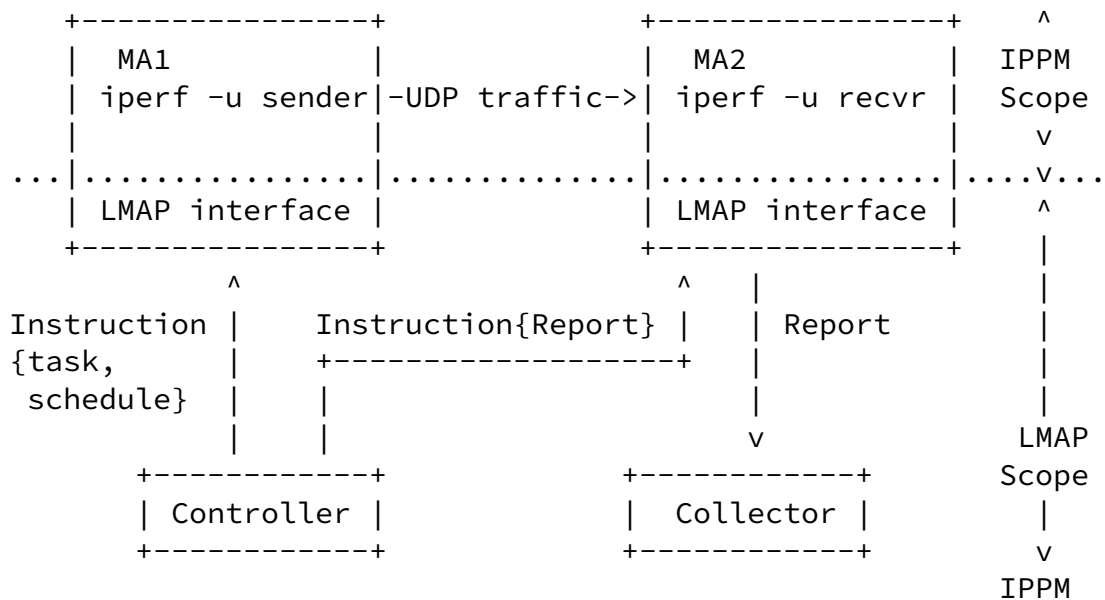 +----------------+                  +----------------+    ^
|  MA1           |                  |  MA2           |  IPPM
| iperf -u sender|-UDP traffic->| iperf -u recvr |  Scope
|                |              |                |    v
...|................|..............|................|....v...
| LMAP interface |              | LMAP interface |    ^
+----------------+              +----------------+    |
^                        ^   |               |
Instruction |    Instruction{Report} |   | Report        |
{task,      |    +-------------------+   |               |
schedule}  |    |                       |               |
|    |                       v              LMAP
+------------+             +------------+       Scope
| Controller |             |  Collector |         |
+------------+             +------------+         v
IPPM